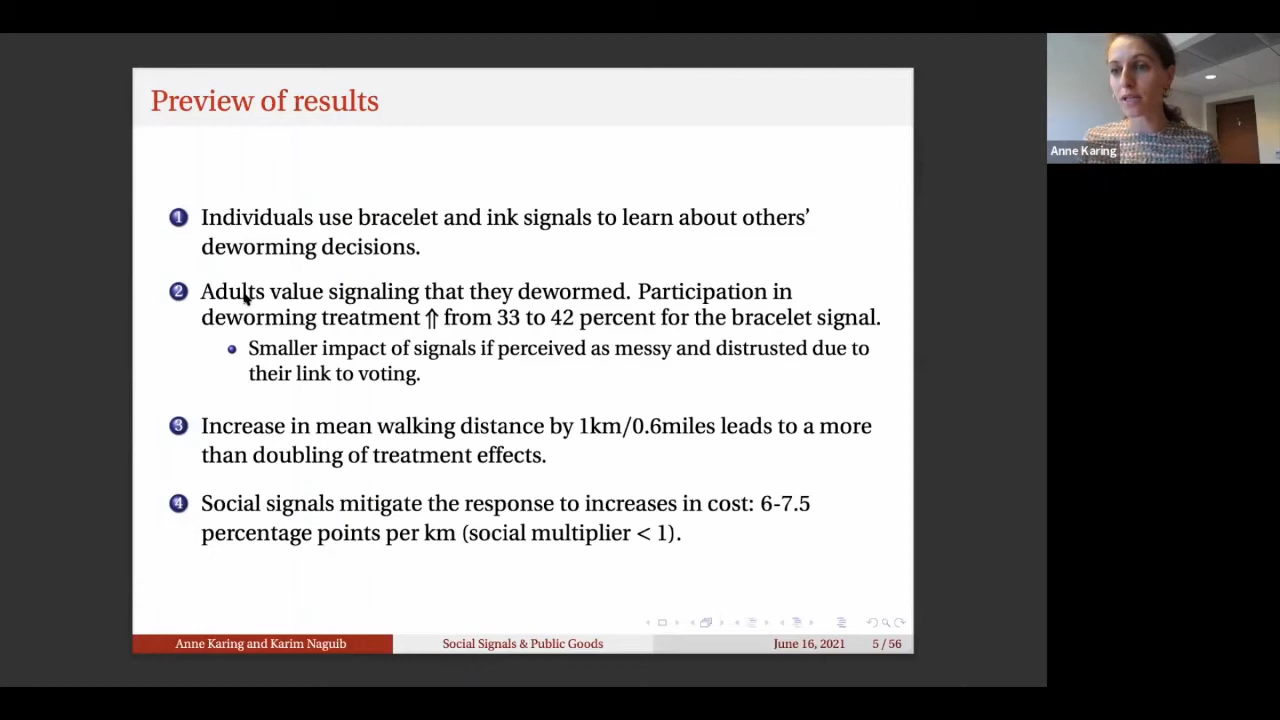 Preview of results
Anne Karing
1 Individuals use bracelet and ink signals to learn about others’
deworming decisions.
2 Adults value signaling that they dewormed. Participation in
deworming treatment ⇑ from 33 to 42 percent for the bracelet signal.
Smaller impact of signals if perceived as messy and distrusted due to
their link to voting.
3 Increase in mean walking distance by 1km/0.6miles leads to a more
than doubling of treatment effects.
4 Social signals mitigate the response to increases in cost: 6-7.5
percentage points per km (social multiplier < 1).
Anne Karing and Karim Naguib
Social Signals & Public Goods
June 16, 2021
5 / 56